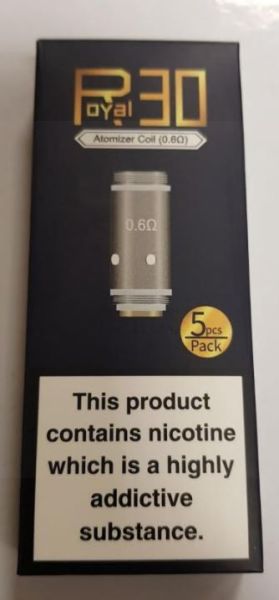 Royal 30
Atomizer Coil (0.6Ω)
0.6Ω
5pcs
Pack
This product
contains nicotine
which is a highly
addictive
substance.